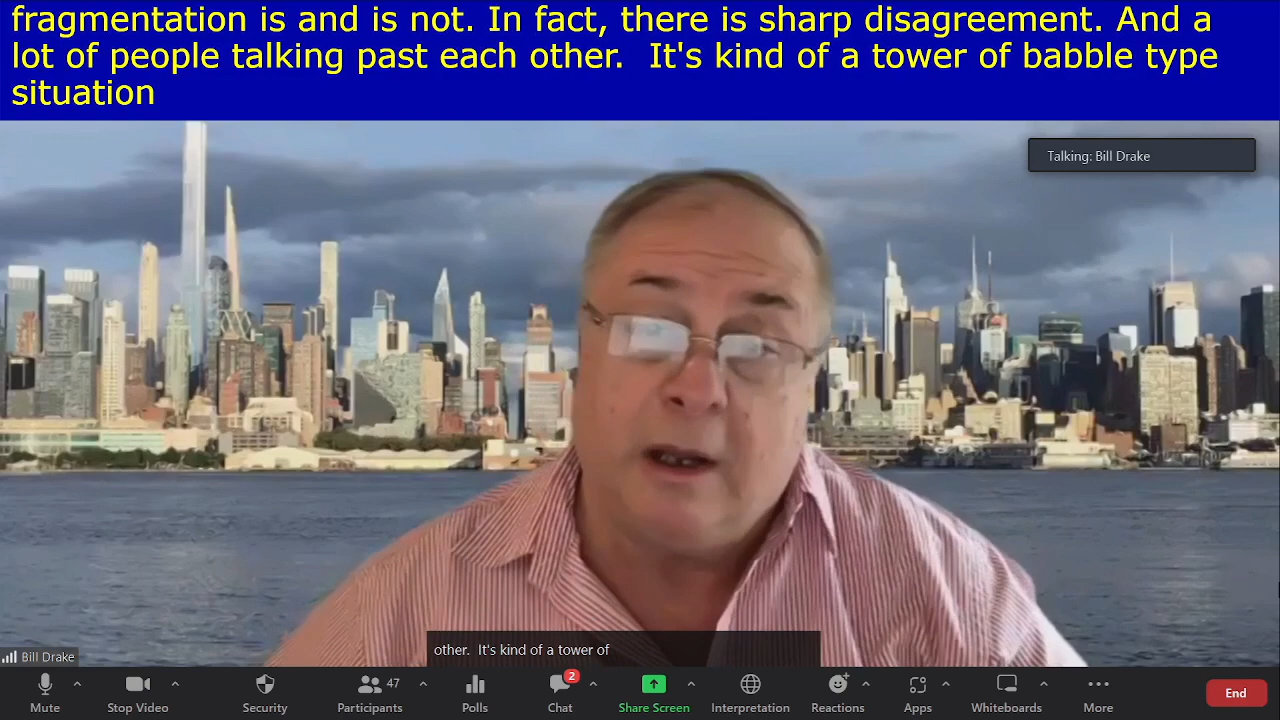 fragmentation is and is not. In fact, there is sharp disagreement. And a
lot of people talking past each other.  It's kind of a tower of babble type
situation
Talking: Bill Drake
other.  It's kind of a tower of
Bill Drake
47
2
Mute
Stop Video
Security
Participants
Polls
Chat
Share Screen
Interpretation
Reactions
Apps
Whiteboards
More
End